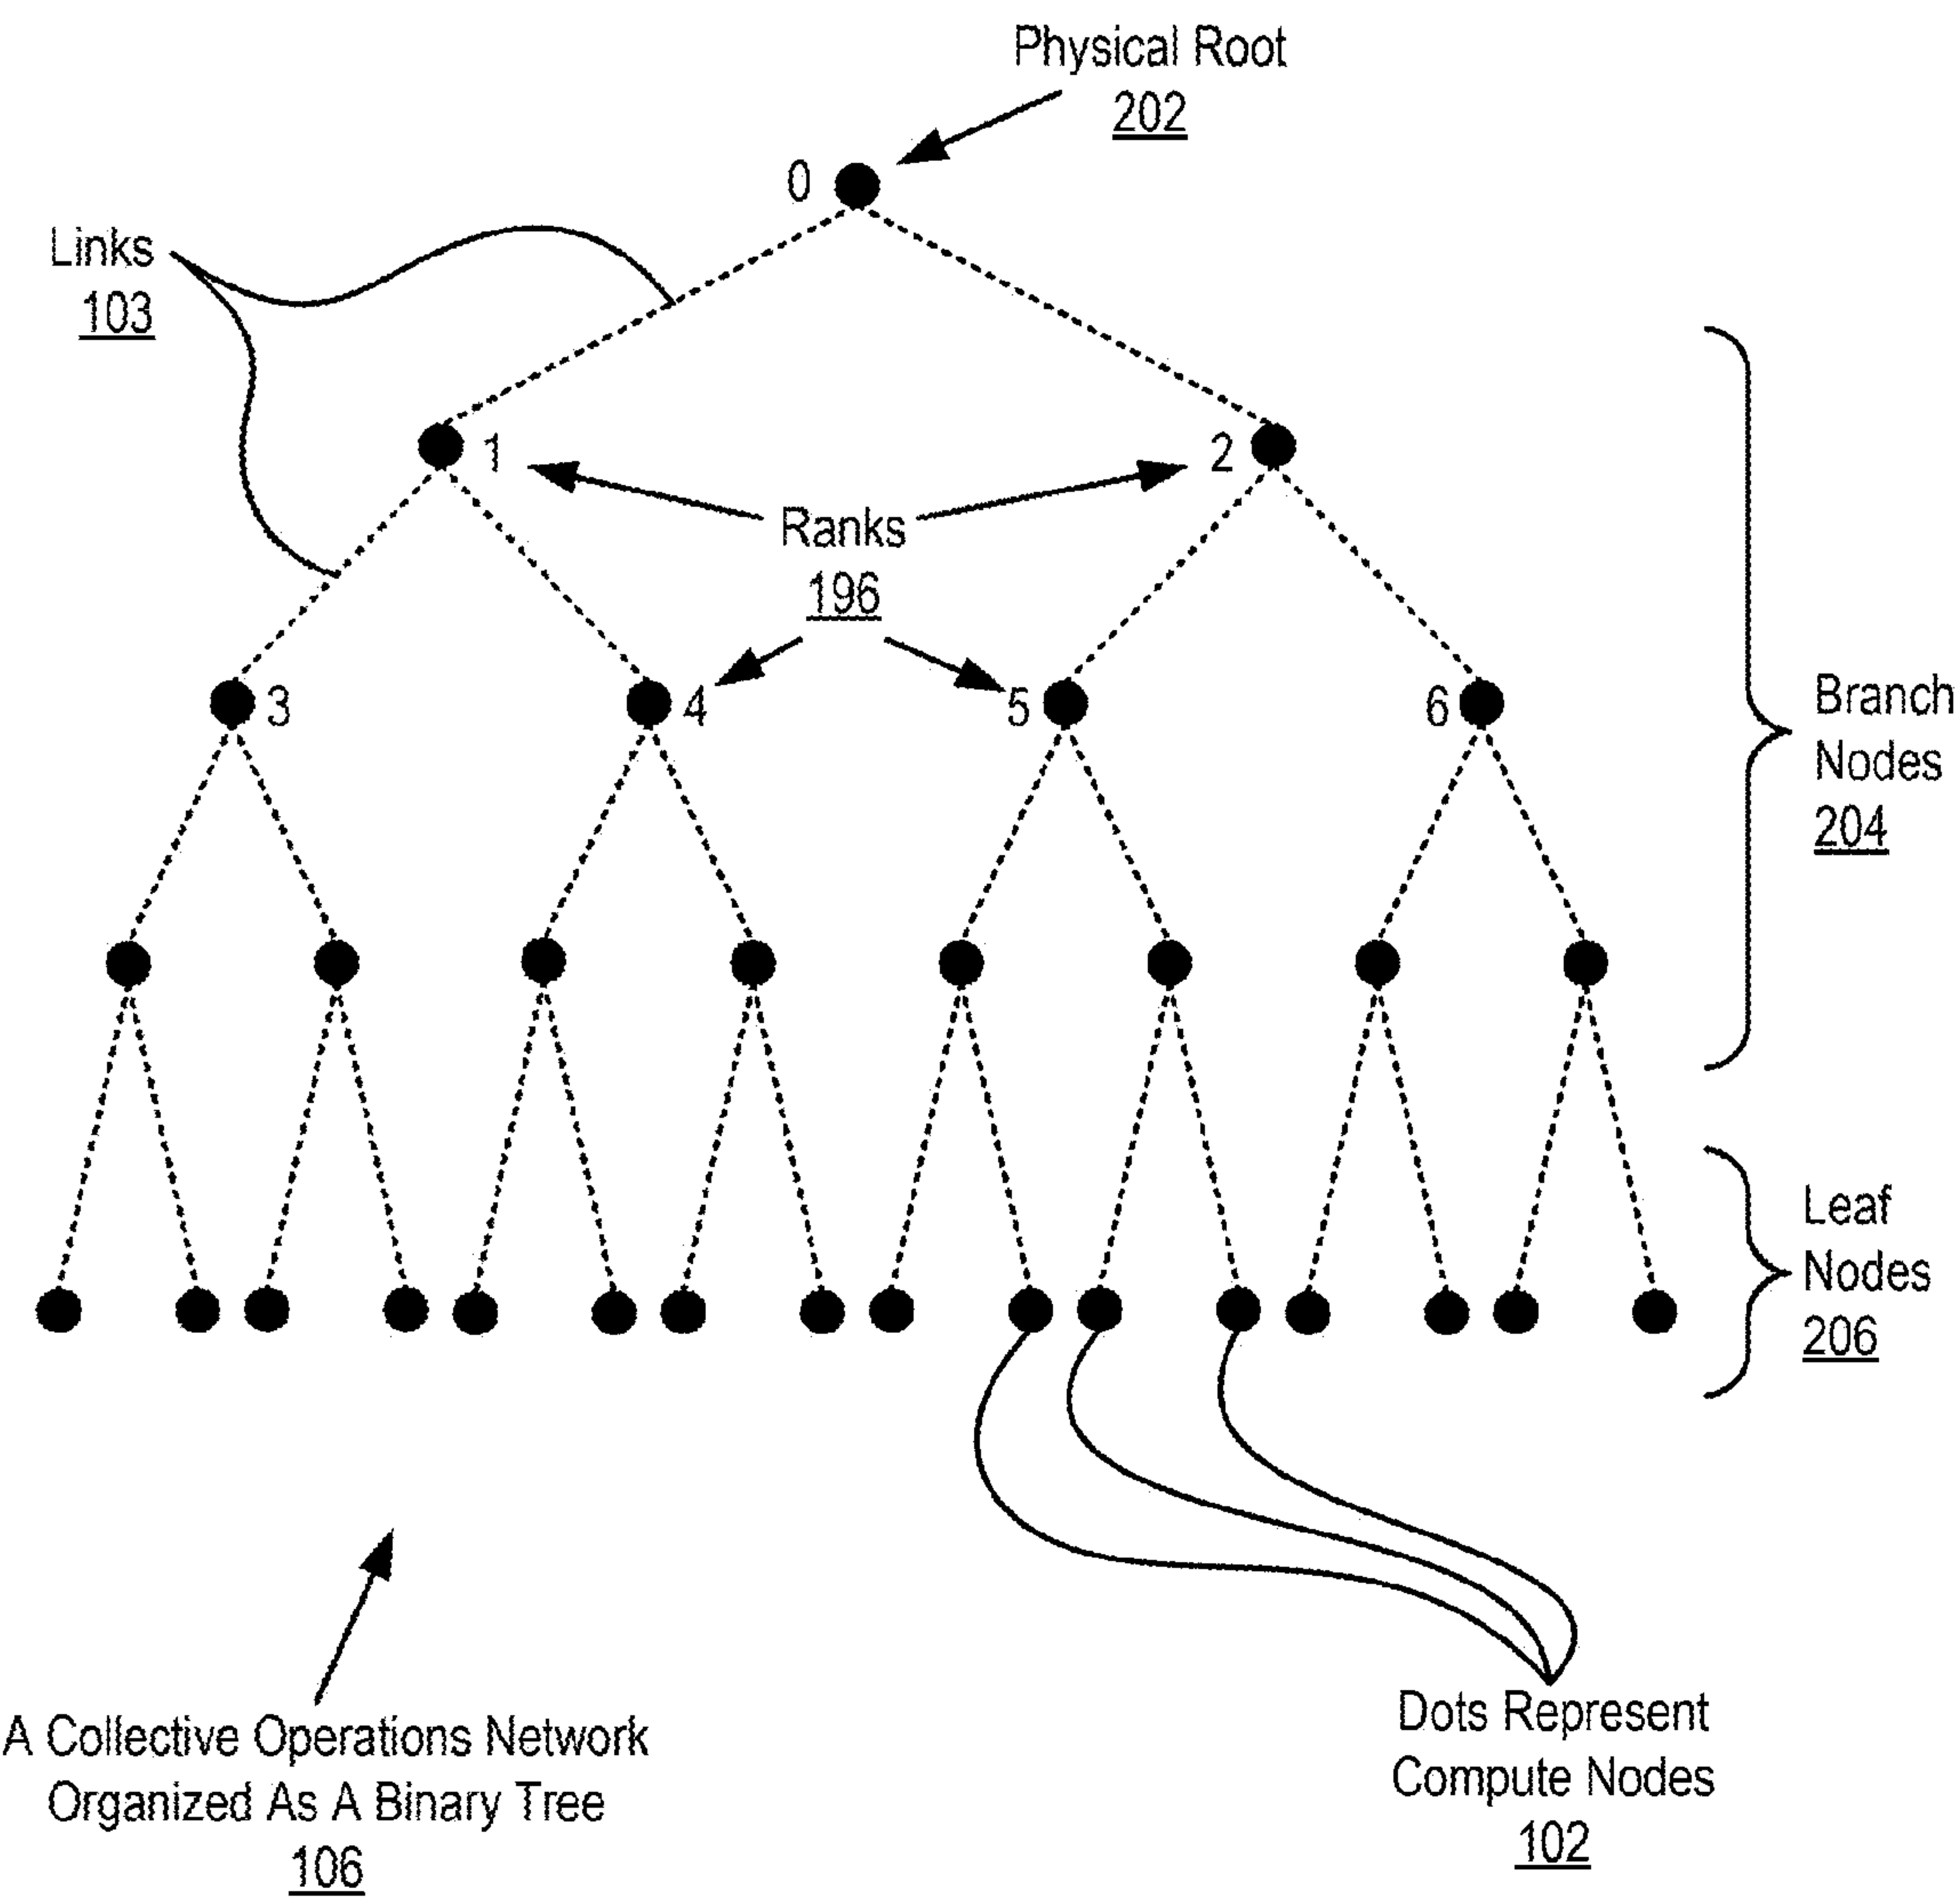 Physical Root
202
0
Links
103
1
2
Ranks
196
3
4
5
6
Branch
Nodes
204
Leaf
Nodes
206
A Collective Operations Network
Organized As A Binary Tree
106
Dots Represent
Compute Nodes
102